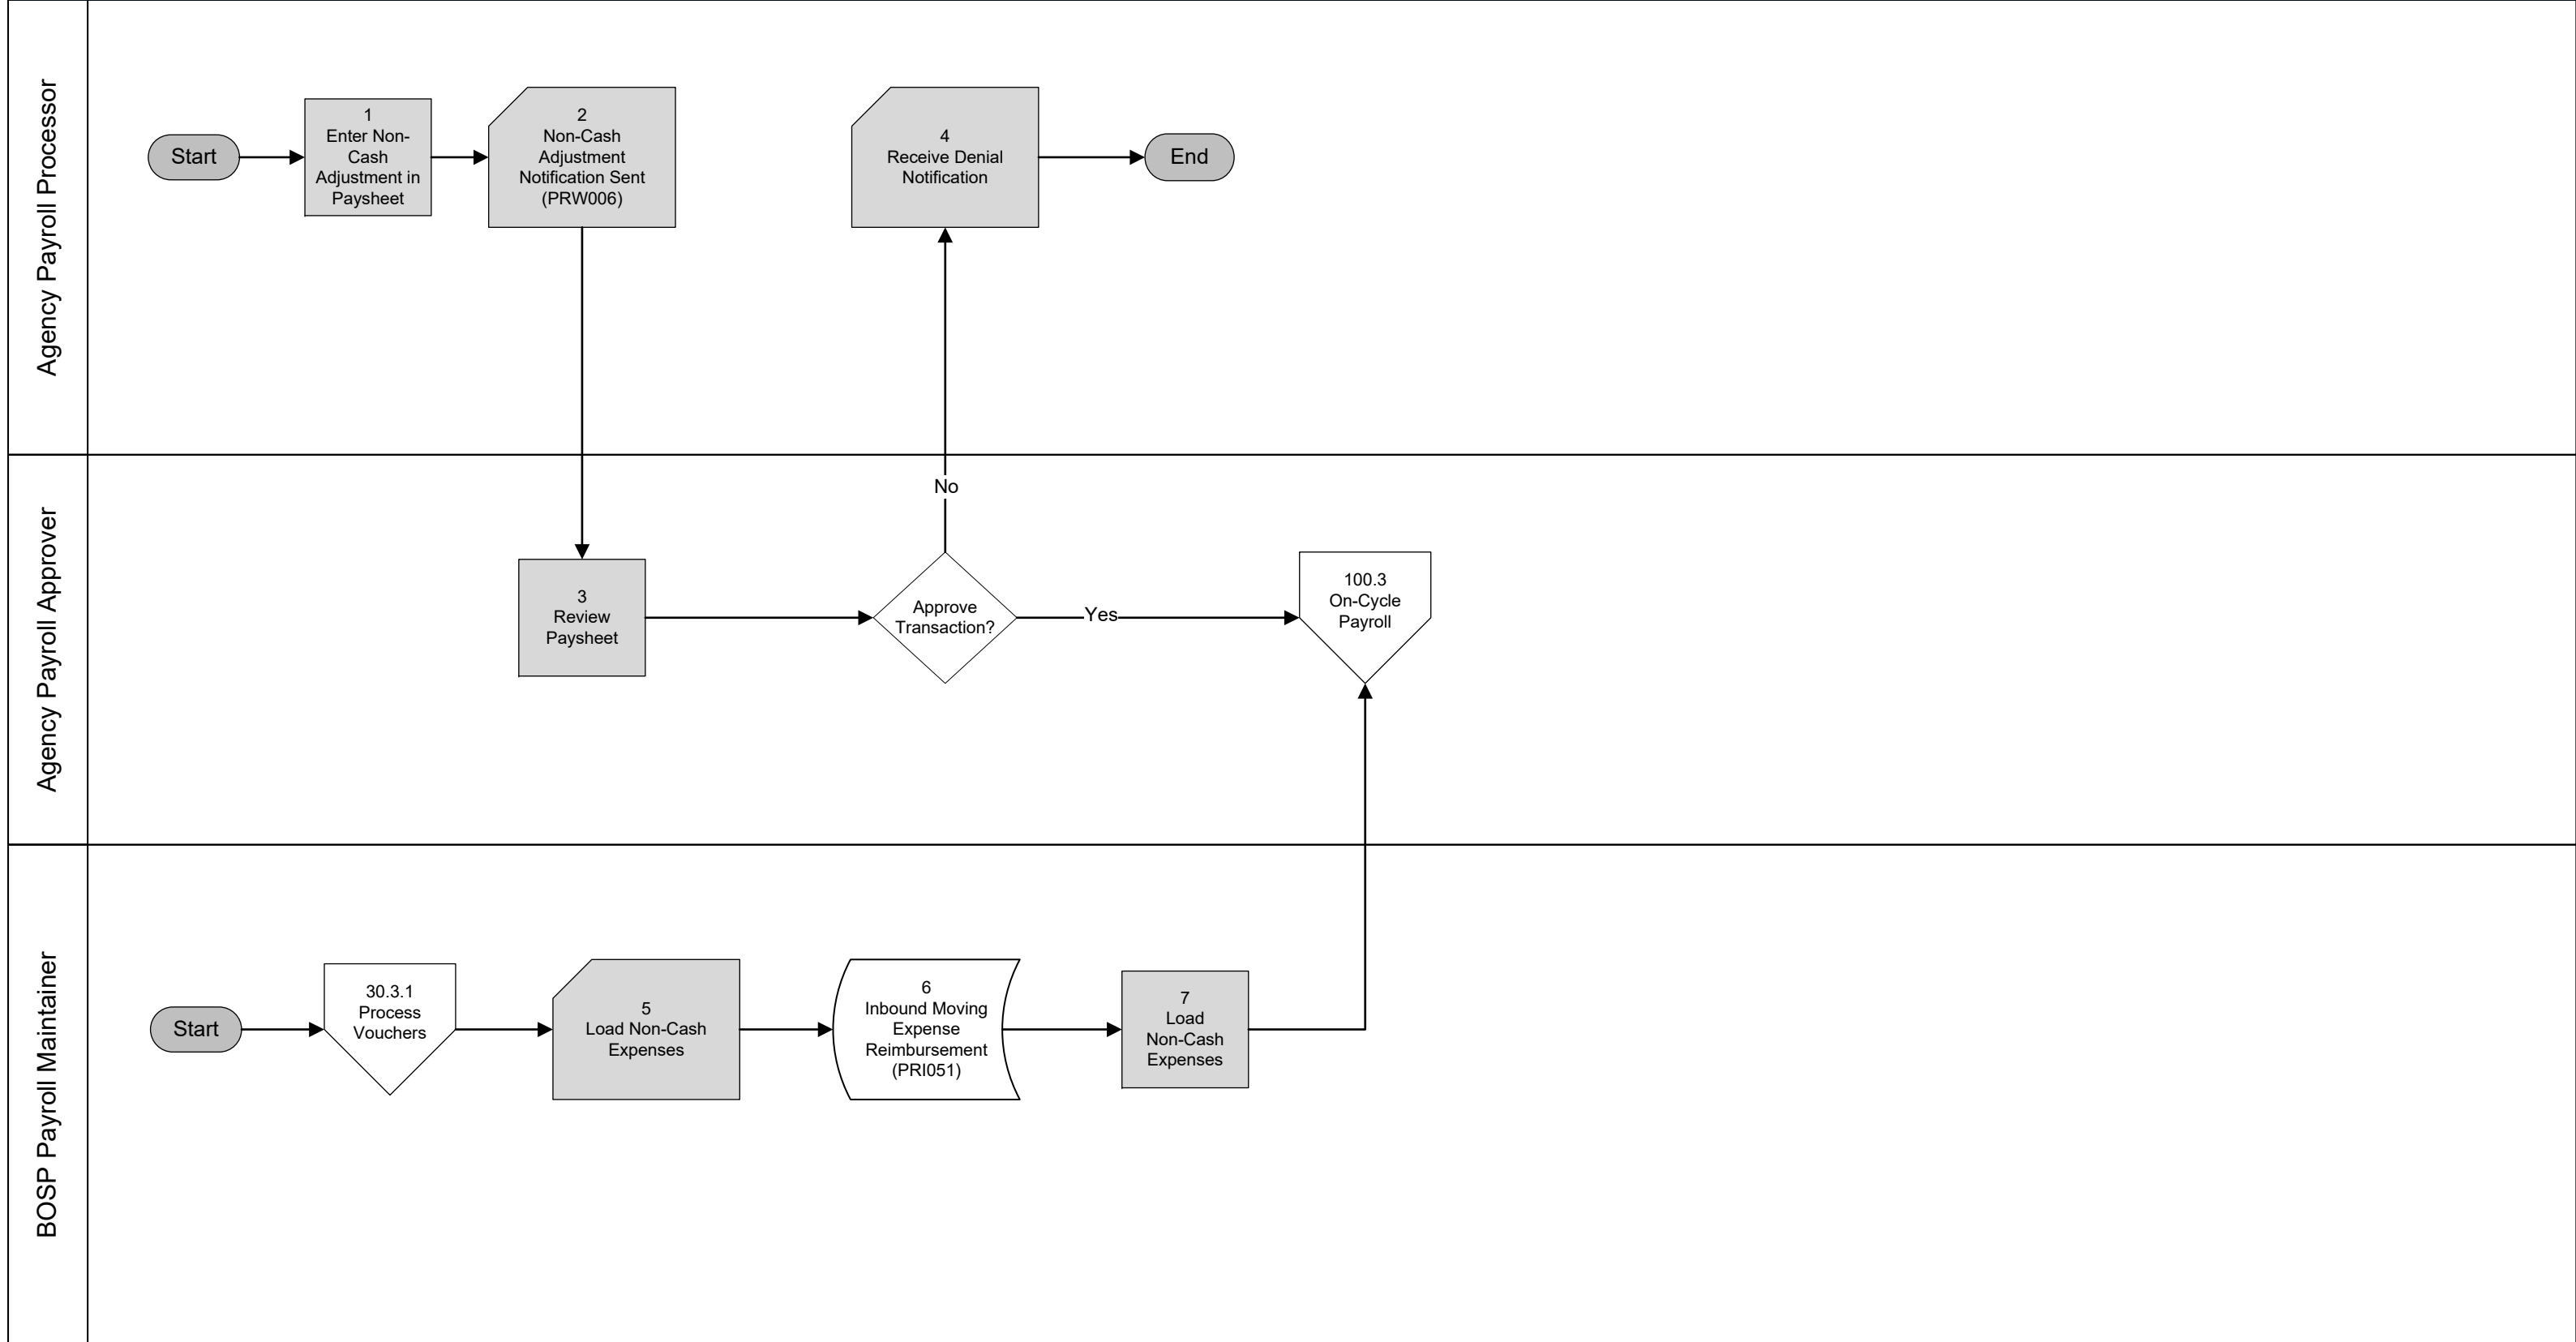 Agency Payroll Processor
Start
1
Enter Non-
Cash
Adjustment in
Paysheet
2
Non-Cash
Adjustment
Notification Sent
(PRW006)
4
Receive Denial
Notification
End
Agency Payroll Approver
No
3
Review
Paysheet
Approve
Transaction?
Yes
100.3
On-Cycle
Payroll
BOSP Payroll Maintainer
Start
30.3.1
Process
Vouchers
5
Load Non-Cash
Expenses
6
Inbound Moving
Expense
Reimbursement
(PRI051)
7
Load
Non-Cash
Expenses